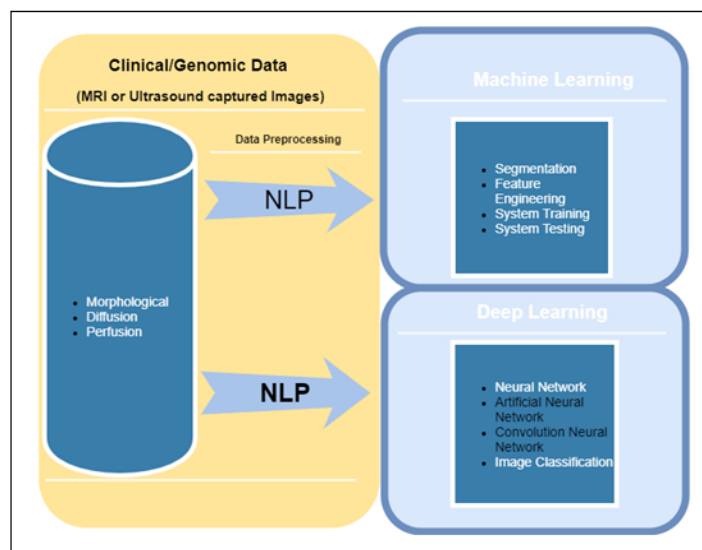 Clinical/Genomic Data
(MRI or Ultrasound captured Images)
Data Preprocessing
NLP
Morphological
Diffusion
Perfusion
NLP
Machine Learning
Segmentation
Feature
Engineering
System Training
System Testing
Deep Learning
Neural Network
Artificial Neural
Network
Convolution Neural
Network
Image Classification